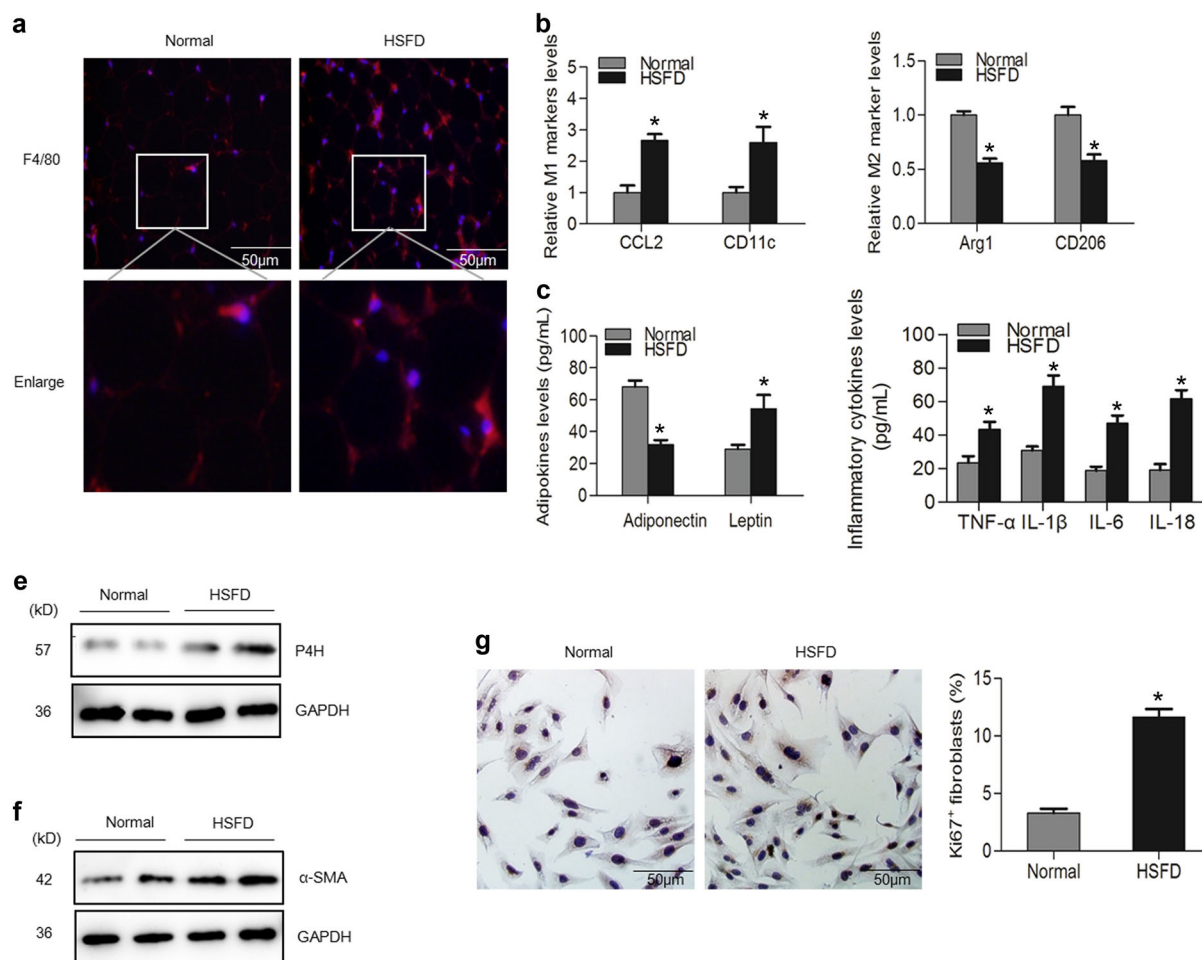 a
Normal
HSFD
F4/80
50µm
50µm
Enlarge
b
Relative M1 markers levels
Normal
HSFD
5
4
3
2
1
0
*
*
CCL2
CD11c
Relative M2 marker levels
Normal
HSFD
1.5
1.0
0.5
0.0
*
*
Arg1
CD206
c
Adipokines levels (pg/mL)
Normal
HSFD
100
80
60
40
20
0
*
*
Adiponectin
Leptin
Inflammatory cytokines levels
(pg/mL)
Normal
HSFD
100
80
60
40
20
0
*
*
*
*
TNF-α
IL-1β
IL-6
IL-18
e
(kD)
Normal
HSFD
57
P4H
36
GAPDH
f
(kD)
Normal
HSFD
42
α-SMA
36
GAPDH
g
Normal
HSFD
50µm
50µm
Ki67+ fibroblasts (%)
15
10
5
0
*
Normal
HSFD